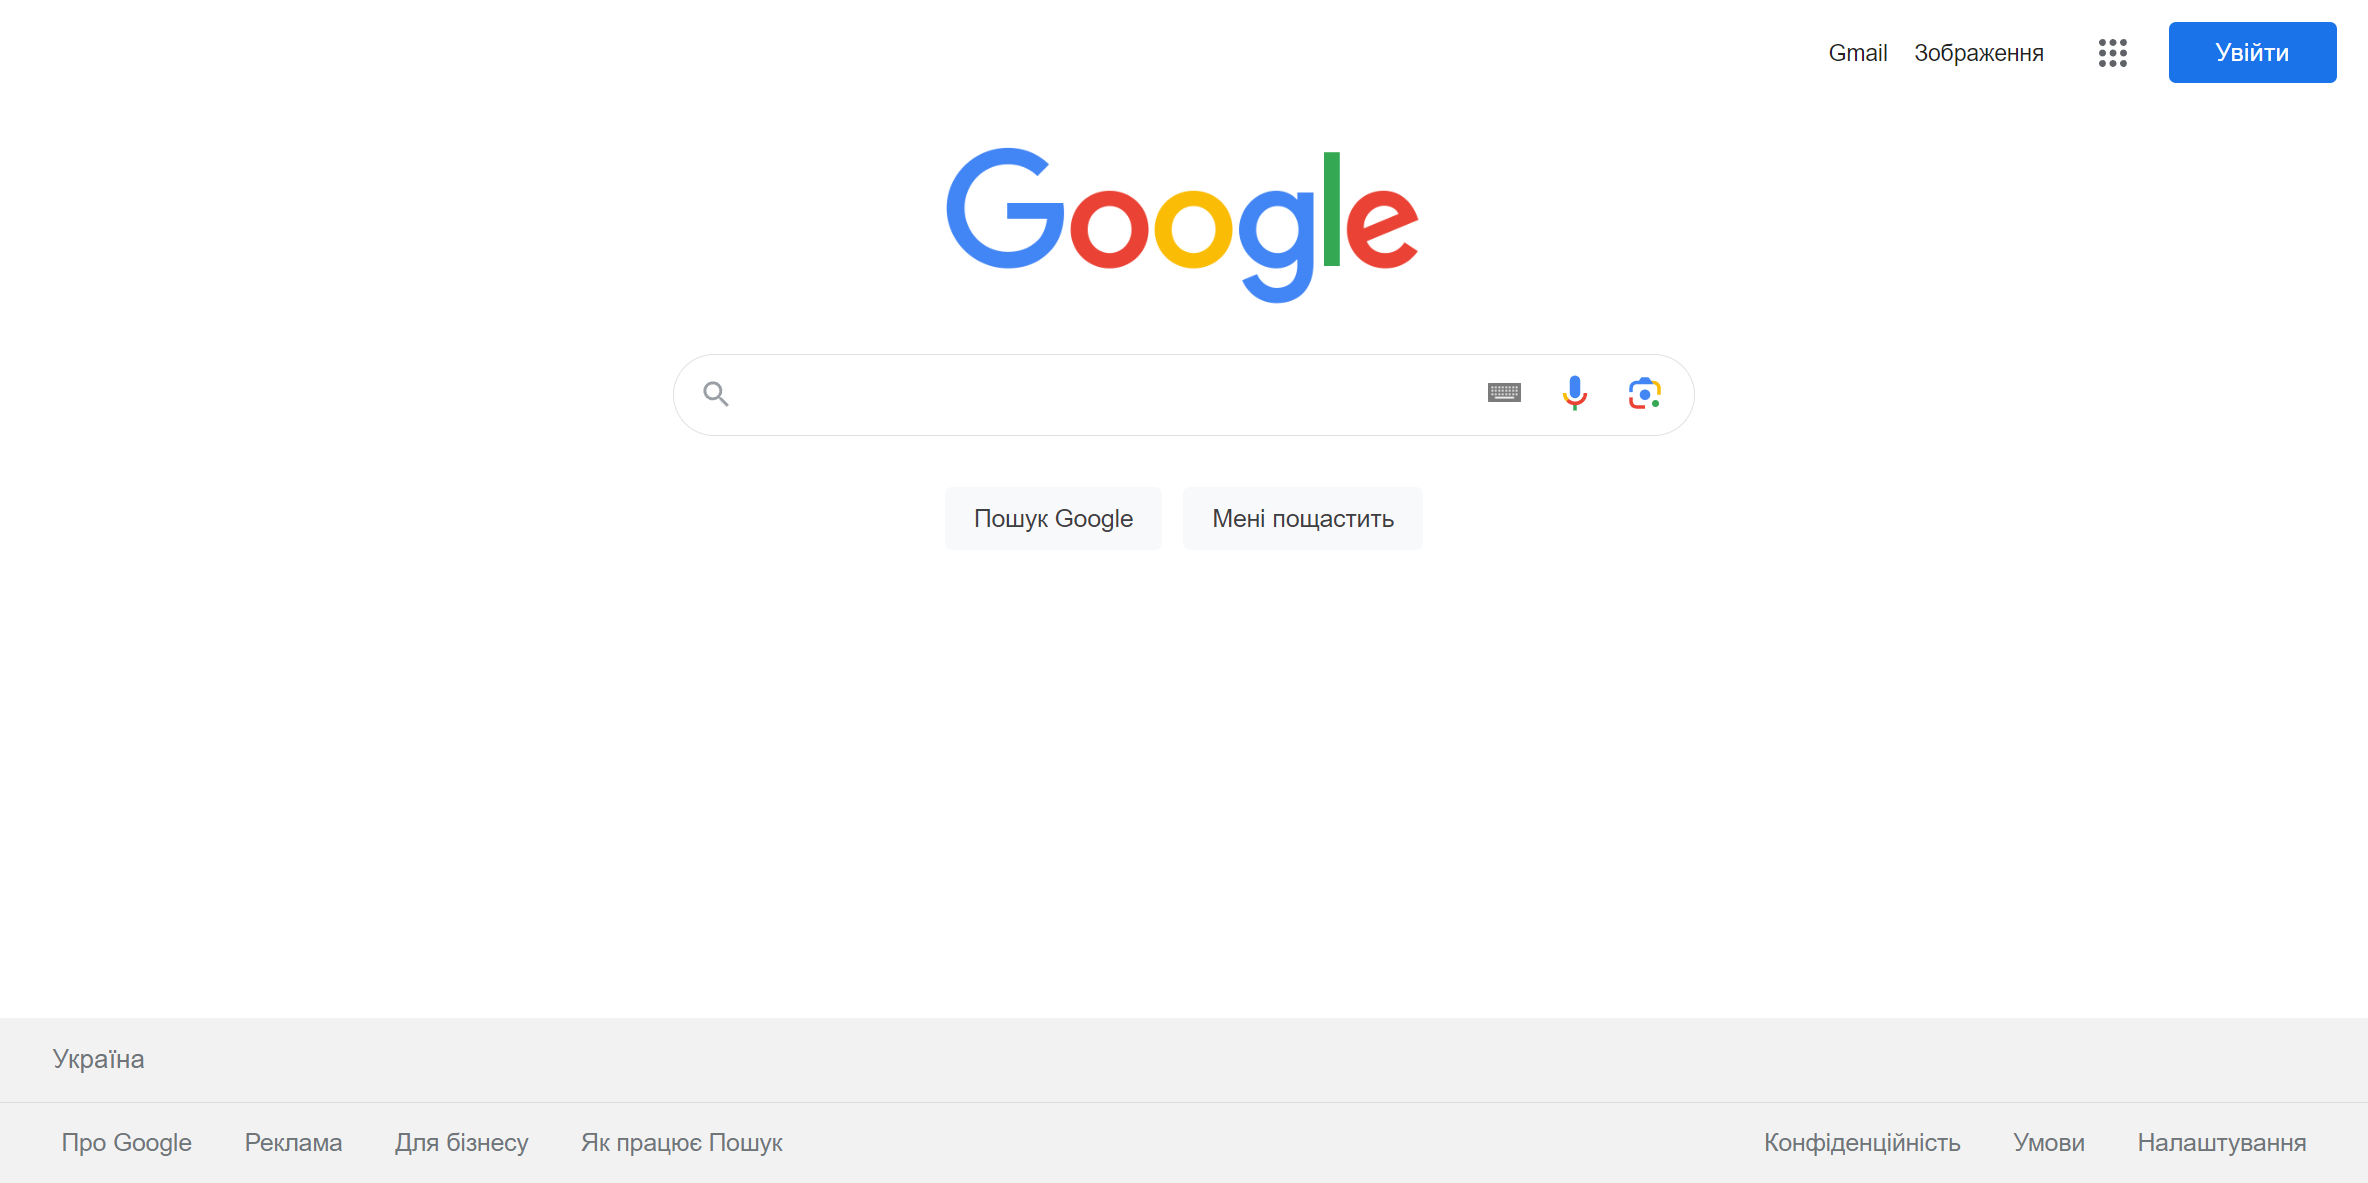 Gmail Зображення Увійти
Google
Пошук Google Мені пощастить
Україна
Про Google Реклама Для бізнесу Як працює Пошук Конфіденційність Умови Налаштування